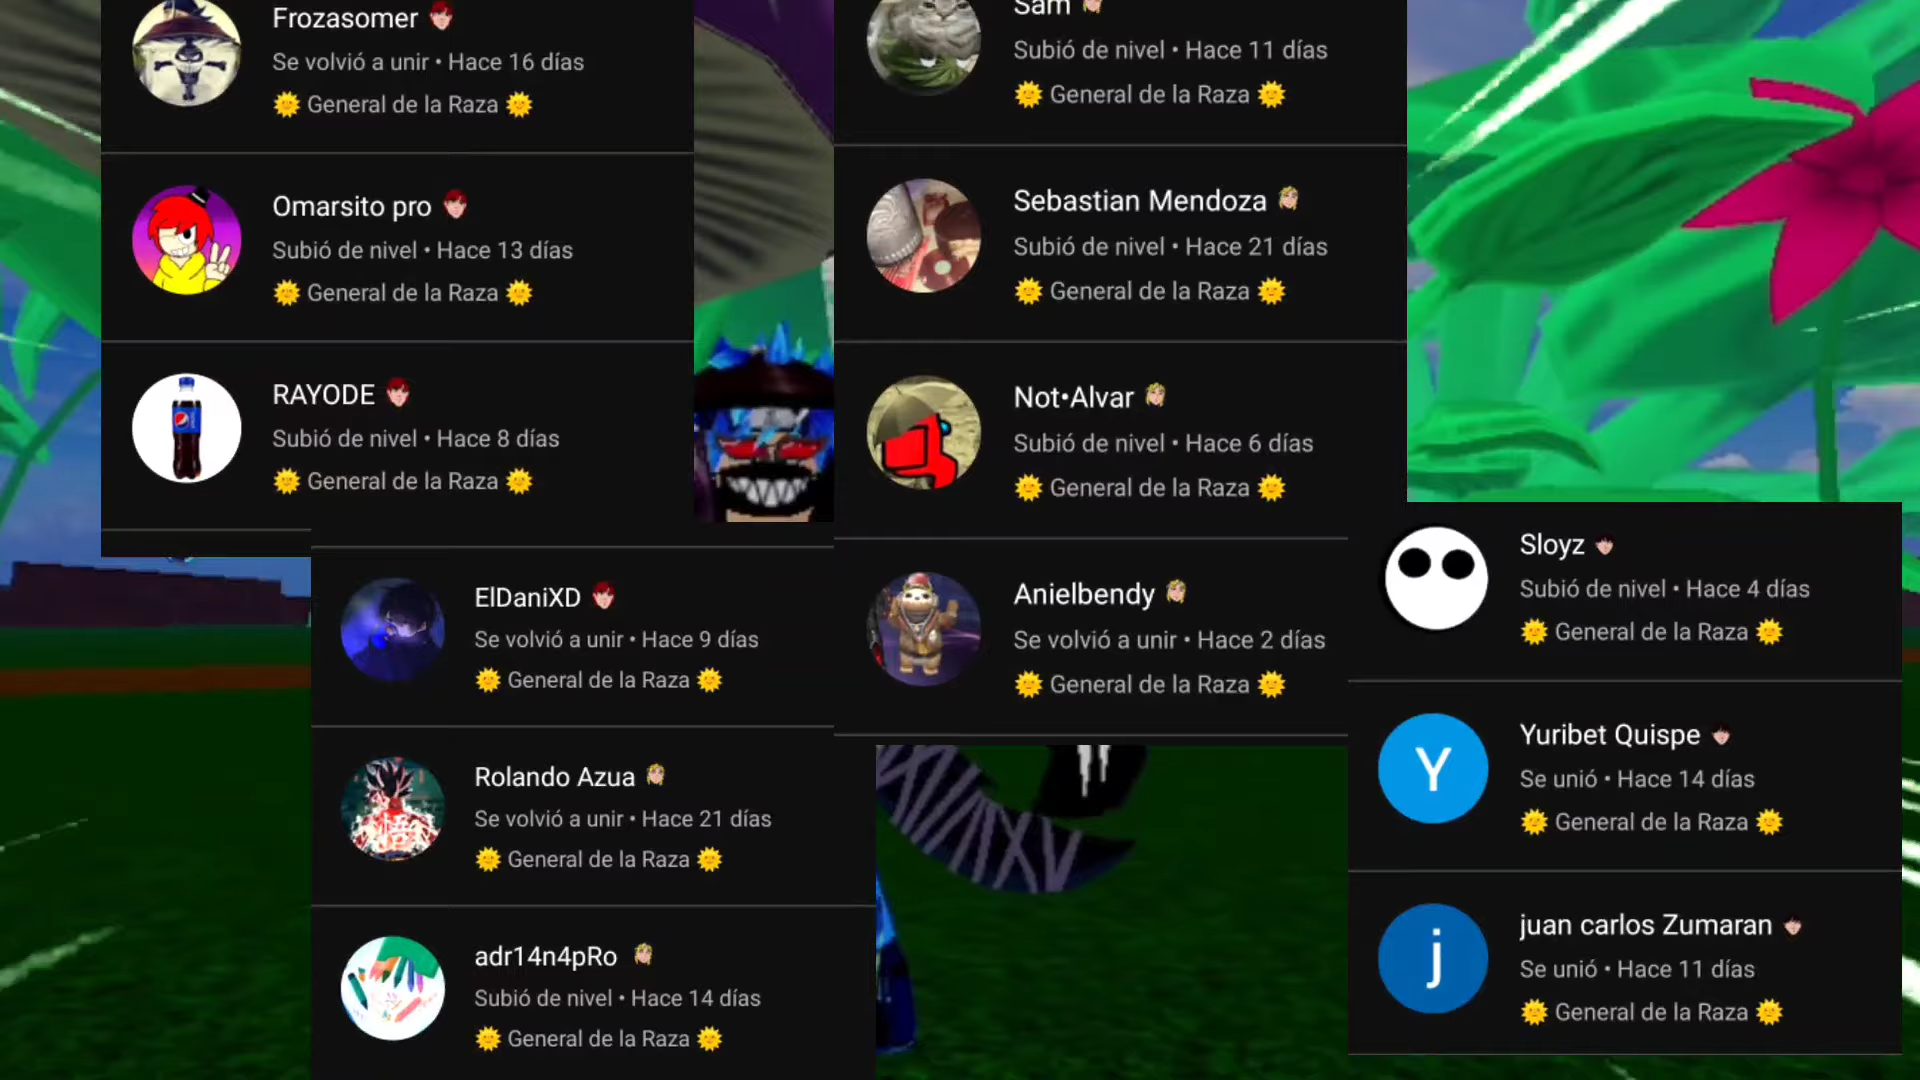 Frozasomer
Se volvió a unir • Hace 16 días
General de la Raza
Omarsito pro
Subió de nivel • Hace 13 días
General de la Raza
RAYODE
Subió de nivel • Hace 8 días
General de la Raza
ElDaniXD
Se volvió a unir • Hace 9 días
General de la Raza
Rolando Azua
Se volvió a unir • Hace 21 días
General de la Raza
adr14n4pRo
Subió de nivel • Hace 14 días
General de la Raza
Sam
Subió de nivel • Hace 11 días
General de la Raza
Sebastian Mendoza
Subió de nivel • Hace 21 días
General de la Raza
Not•Alvar
Subió de nivel • Hace 6 días
General de la Raza
Anielbendy
Se volvió a unir • Hace 2 días
General de la Raza
Sloyz
Subió de nivel • Hace 4 días
General de la Raza
Y
Yuribet Quispe
Se unió • Hace 14 días
General de la Raza
j
juan carlos Zumaran
Se unió • Hace 11 días
General de la Raza